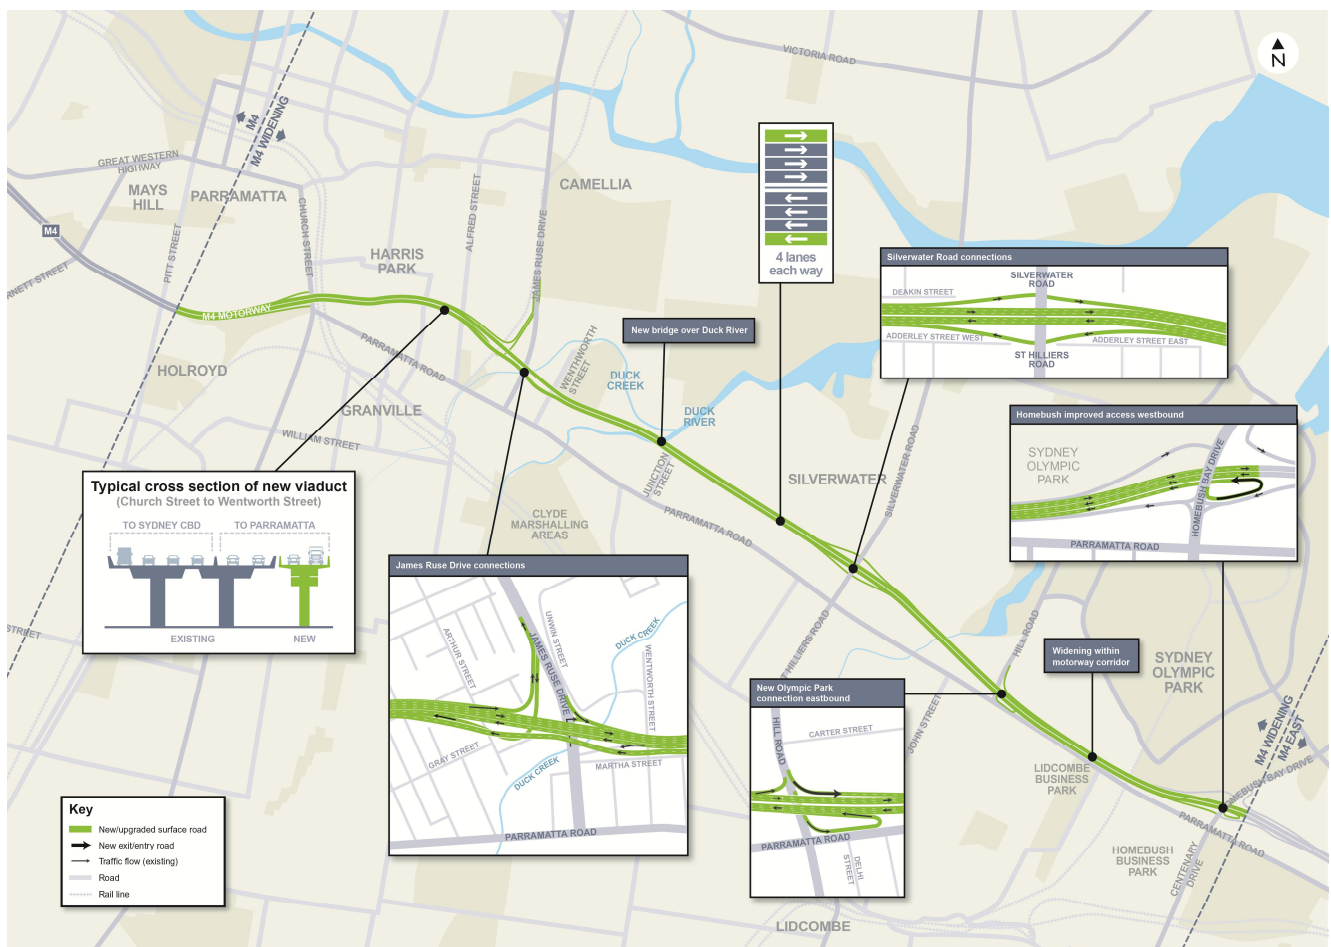 N
VICTORIA ROAD
M4
M4 WIDENING
GREAT WESTERN
HIGHWAY
MAYS
HILL
PARRAMATTA
CAMELLIA
CHURCH STREET
ALFRED STREET
JAMES RUSE DRIVE
PITT STREET
M4
HARRIS
PARK
M4 MOTORWAY
4 lanes
each way
Silverwater Road connections
SILVERWATER
ROAD
DEAKIN STREET
ADDERLEY STREET WEST
ADDERLEY STREET EAST
ST HILLIERS
ROAD
New bridge over Duck River
PARRAMATTA ROAD
WENTHWORTH
STREET
DUCK
CREEK
DUCK
RIVER
HOLROYD
GRANVILLE
WILLIAM STREET
JUNCTION
STREET
SILVERWATER
SILVERWATER ROAD
Homebush improved access westbound
SYDNEY
OLYMPIC
PARK
HOMEBUSH BAY DRIVE
PARRAMATTA ROAD
Typical cross section of new viaduct
(Church Street to Wentworth Street)
TO SYDNEY CBD
TO PARRAMATTA
EXISTING
NEW
CLYDE
MARSHALLING
AREAS
PARRAMATTA ROAD
James Ruse Drive connections
ARTHUR STREET
JAMES RUSE DRIVE
UNWIN STREET
DUCK CREEK
WENTWORTH STREET
GRAY STREET
DUCK CREEK
MARTHA STREET
PARRAMATTA ROAD
T HILLIERS ROAD
HILL ROAD
Widening within
motorway corridor
SYDNEY
OLYMPIC
PARK
New Olympic Park
connection eastbound
HILL ROAD
CARTER STREET
PARRAMATTA ROAD
DELHI
STREET
JOHN STREET
M4 WIDENING
M4 EAST
LIDCOMBE
BUSINESS
PARK
MEBUSH BAY DRIVE
PARRAMATTA ROAD
HOMEBUSH
BUSINESS
PARK
CENTENARY
DRIVE
LIDCOMBE
STREET
RNETT STREET
Key
New/upgraded surface road
New exit/entry road
Traffic flow (existing)
Road
Rail line